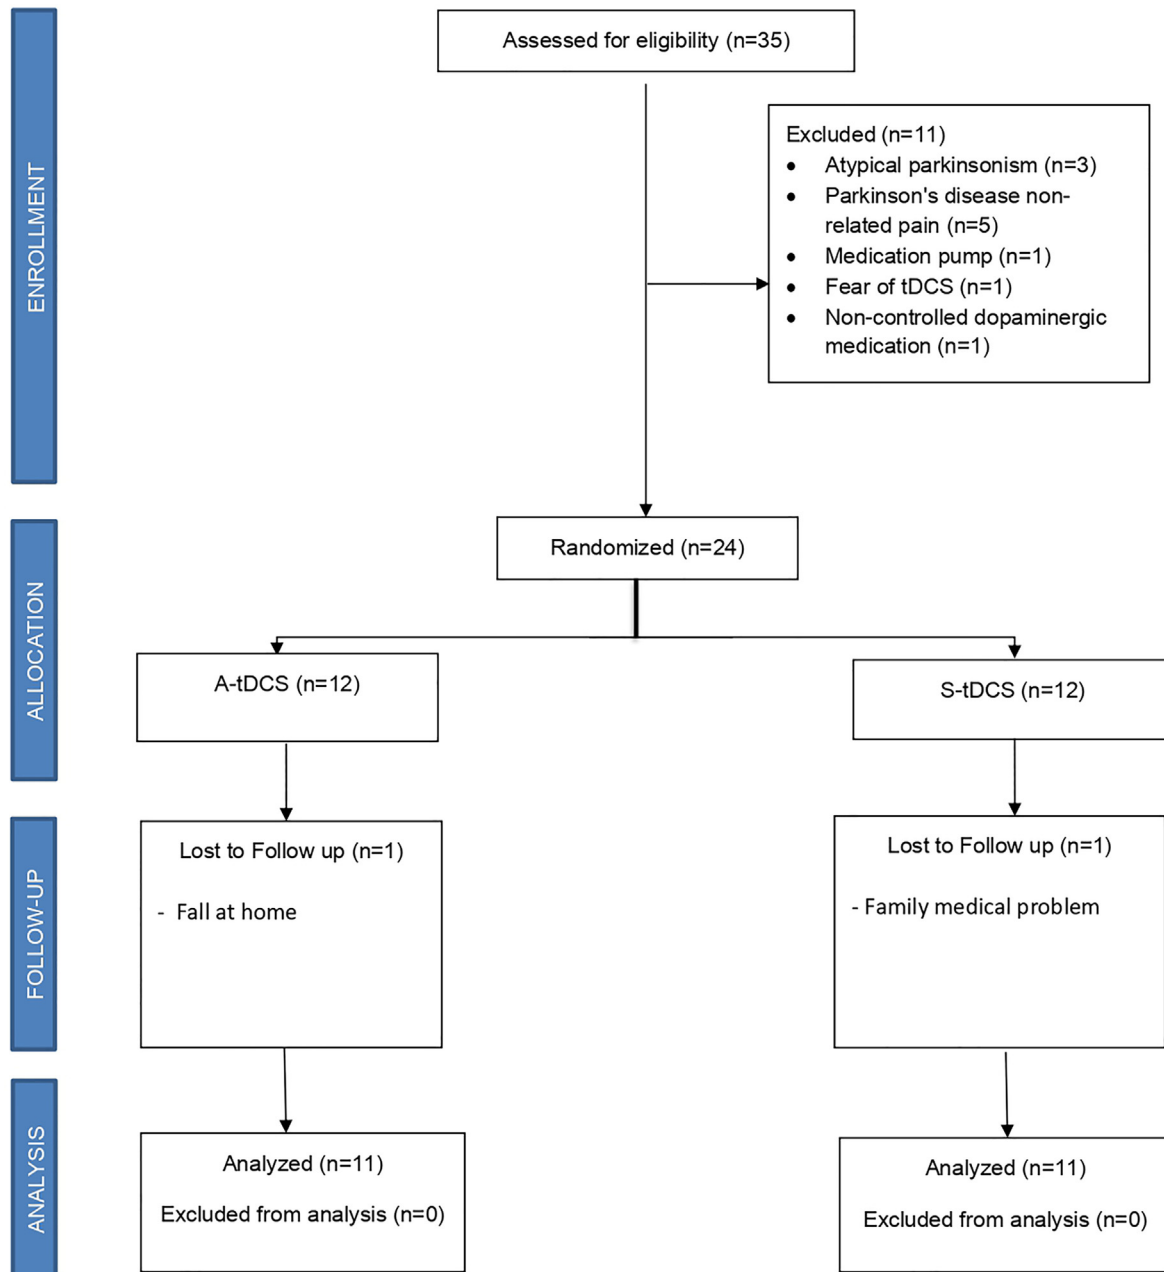 ENROLLMENT
Assessed for eligibility (n=35)
Excluded (n=11)
• Atypical parkinsonism (n=3)
• Parkinson's disease non-
related pain (n=5)
• Medication pump (n=1)
• Fear of tDCS (n=1)
• Non-controlled dopaminergic
medication (n=1)
ALLOCATION
Randomized (n=24)
A-tDCS (n=12)
S-tDCS (n=12)
FOLLOW-UP
Lost to Follow up (n=1)
- Fall at home
Lost to Follow up (n=1)
- Family medical problem
ANALYSIS
Analyzed (n=11)
Excluded from analysis (n=0)
Analyzed (n=11)
Excluded from analysis (n=0)